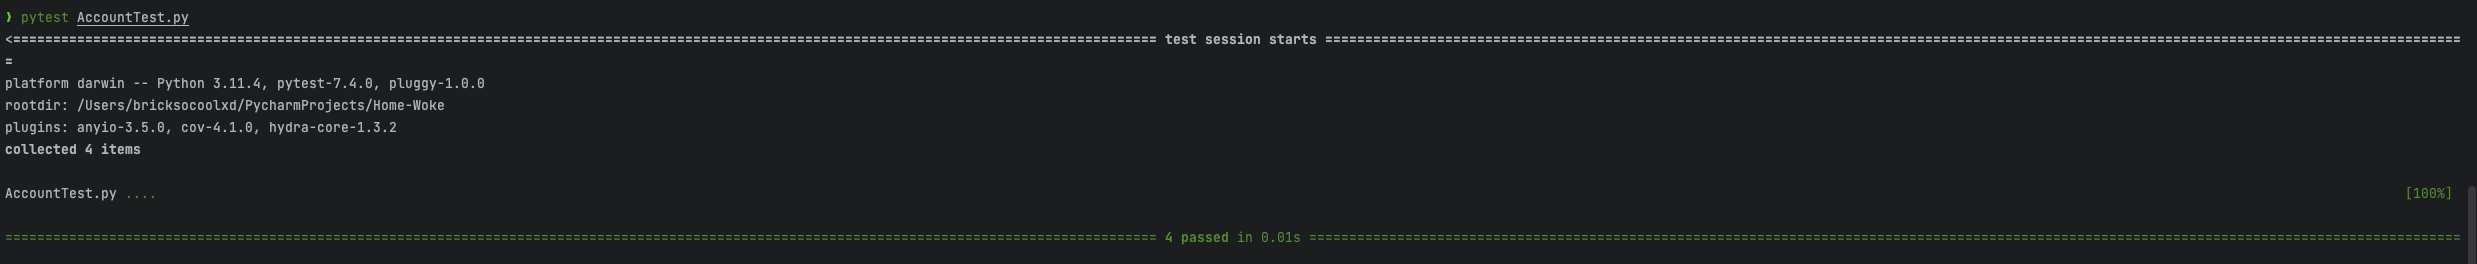 ❯ pytest AccountTest.py
<=============================================================================================================================================== test session starts ==============================================================================================================================================
=
platform darwin -- Python 3.11.4, pytest-7.4.0, pluggy-1.0.0
rootdir: /Users/bricksocoolxd/PycharmProjects/Home-Woke
plugins: anyio-3.5.0, cov-4.1.0, hydra-core-1.3.2
collected 4 items
AccountTest.py .... [100%]
================================================================================================================================================ 4 passed in 0.01s ================================================================================================================================================